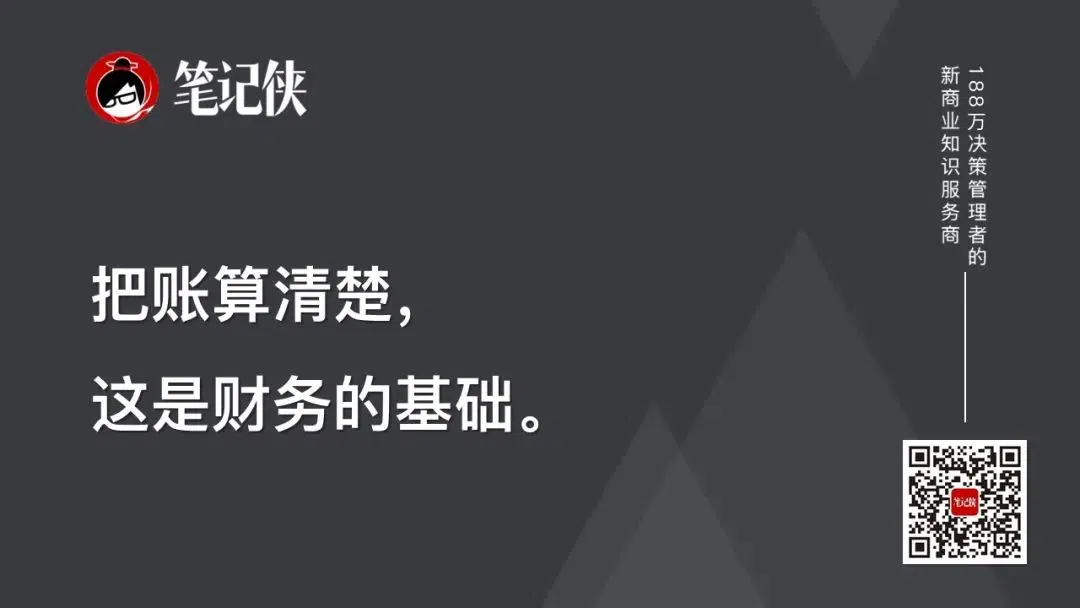 笔记侠
188万决策管理者的
新商业知识服务商
把账算清楚，
这是财务的基础。
笔记侠